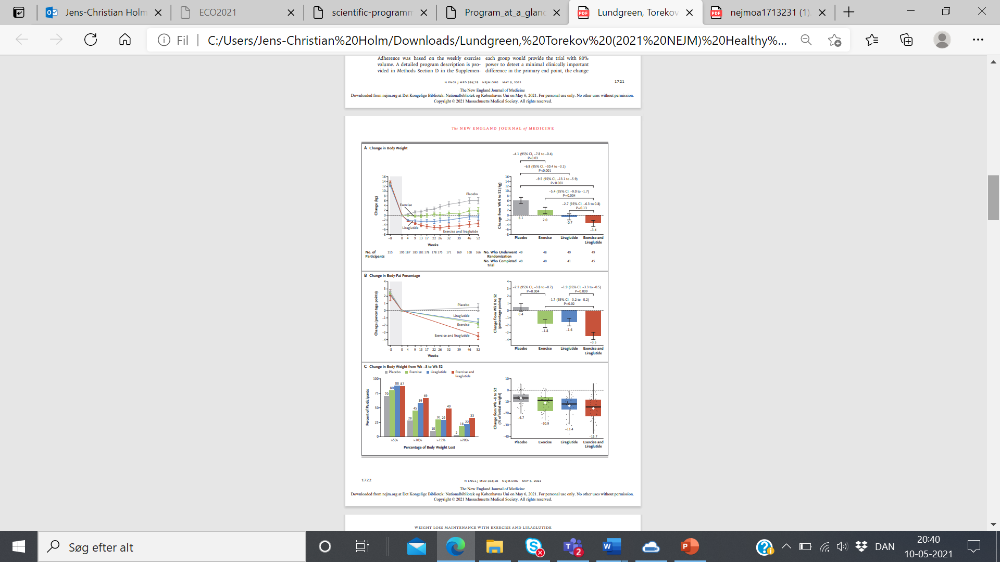 Jens-Christian Holm
ECO2021
scientific-programm
Program_at_a_glanc
Lundgreen, Torekov
nejmoa1713231 (1).
Fil
C:/Users/Jens-Christian%20Holm/Downloads/Lundgreen,%20Torekov%20(2021%20NEJM)%20Healthy%...
Adherence was based on the weekly exercise
volume. A detailed program description is pro-
vided in Methods Section D in the Supplemen-
each group would provide the trial with 80%
power to detect a minimal clinically important
difference in the primary end point, the change
N ENGL J MED 384;18 NEJM.ORG MAY 6, 2021
1721
The New England Journal of Medicine
Downloaded from nejm.org at Det Kongelige Bibliotek: Nationalbibliotek og Københavns Uni on May 6, 2021. For personal use only. No other uses without permission.
Copyright © 2021 Massachusetts Medical Society. All rights reserved.
The NEW ENGLAND JOURNAL of MEDICINE
A Change in Body Weight
Change (kg)
16
14
12
10
8
6
4
2
0
−2
−4
−6
−8
Placebo
Exercise
Liraglutide
Exercise and liraglutide
−8 0 4 9 13 17 22 26 32 39 46 52
Weeks
No. of
Participants
215 195 187 183 181 178 178 175 171 169 168 166
−4.1 (95% CI, −7.8 to −0.4)
P=0.03
−6.8 (95% CI, −10.4 to −3.1)
P<0.001
−9.5 (95% CI, −13.1 to −5.9)
P<0.001
−5.4 (95% CI, −9.0 to −1.7)
P=0.004
−2.7 (95% CI, −6.3 to 0.8)
P=0.13
Change from Wk 0 to 52 (kg)
16
14
12
10
8
6
4
2
0
−2
−4
−6
−8
6.1
2.0
−0.7
−3.4
Placebo Exercise Liraglutide Exercise and
Liraglutide
No. Who Underwent
Randomization
49 48 49 49
No. Who Completed
Trial
40 40 41 45
B Change in Body-Fat Percentage
Change (percentage points)
4
3
2
1
0
−1
−2
−3
−4
Placebo
Liraglutide
Exercise
Exercise and liraglutide
−8 0 4 9 13 17 22 26 32 39 46 52
Weeks
−2.2 (95% CI, −3.8 to −0.7)
P=0.004
−1.9 (95% CI, −3.3 to −0.5)
P=0.009
−1.7 (95% CI, −3.2 to −0.2)
P=0.02
Change from Wk 0 to 52
(percentage points)
4
3
2
1
0
−1
−2
−3
−4
0.4
−1.8
−1.6
−3.5
Placebo Exercise Liraglutide Exercise and
Liraglutide
C Change in Body Weight from Wk −8 to Wk 52
Placebo Exercise Liraglutide Exercise and
liraglutide
Percent of Participants
100
75
50
25
0
70 80 88 87
28 45 59 69
10 30 29 49
2 18 22 33
≥5% ≥10% ≥15% ≥20%
Percentage of Body Weight Lost
Change from Wk −8 to 52
(% of initial weight)
10
0
−10
−20
−30
−40
−6.7
−10.9
−13.4
−15.7
Placebo Exercise Liraglutide Exercise and
Liraglutide
1722
N ENGL J MED 384;18 NEJM.ORG MAY 6, 2021
The New England Journal of Medicine
Downloaded from nejm.org at Det Kongelige Bibliotek: Nationalbibliotek og Københavns Uni on May 6, 2021. For personal use only. No other uses without permission.
Copyright © 2021 Massachusetts Medical Society. All rights reserved.
WEIGHT LOSS MAINTENANCE WITH EXERCISE AND LIRAGLUTIDE
Søg efter alt
2
DAN
20:40
10-05-2021